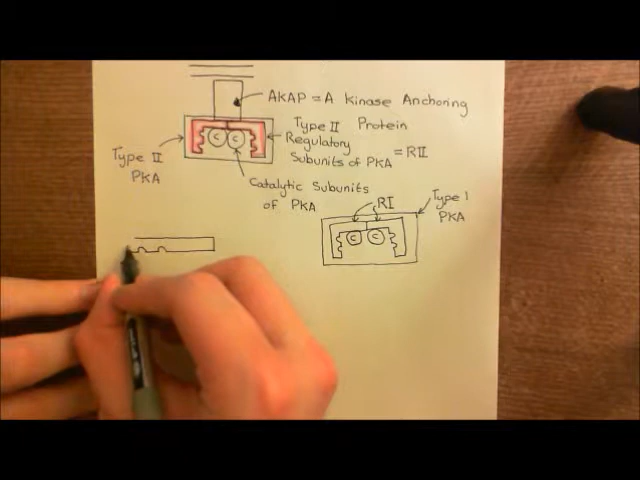 AKAP = A Kinase Anchoring
Type II Protein
Regulatory
Subunits of PKA = RII
C C
Type II
PKA
Catalytic Subunits
of PKA
RI
Type 1
PKA
C C